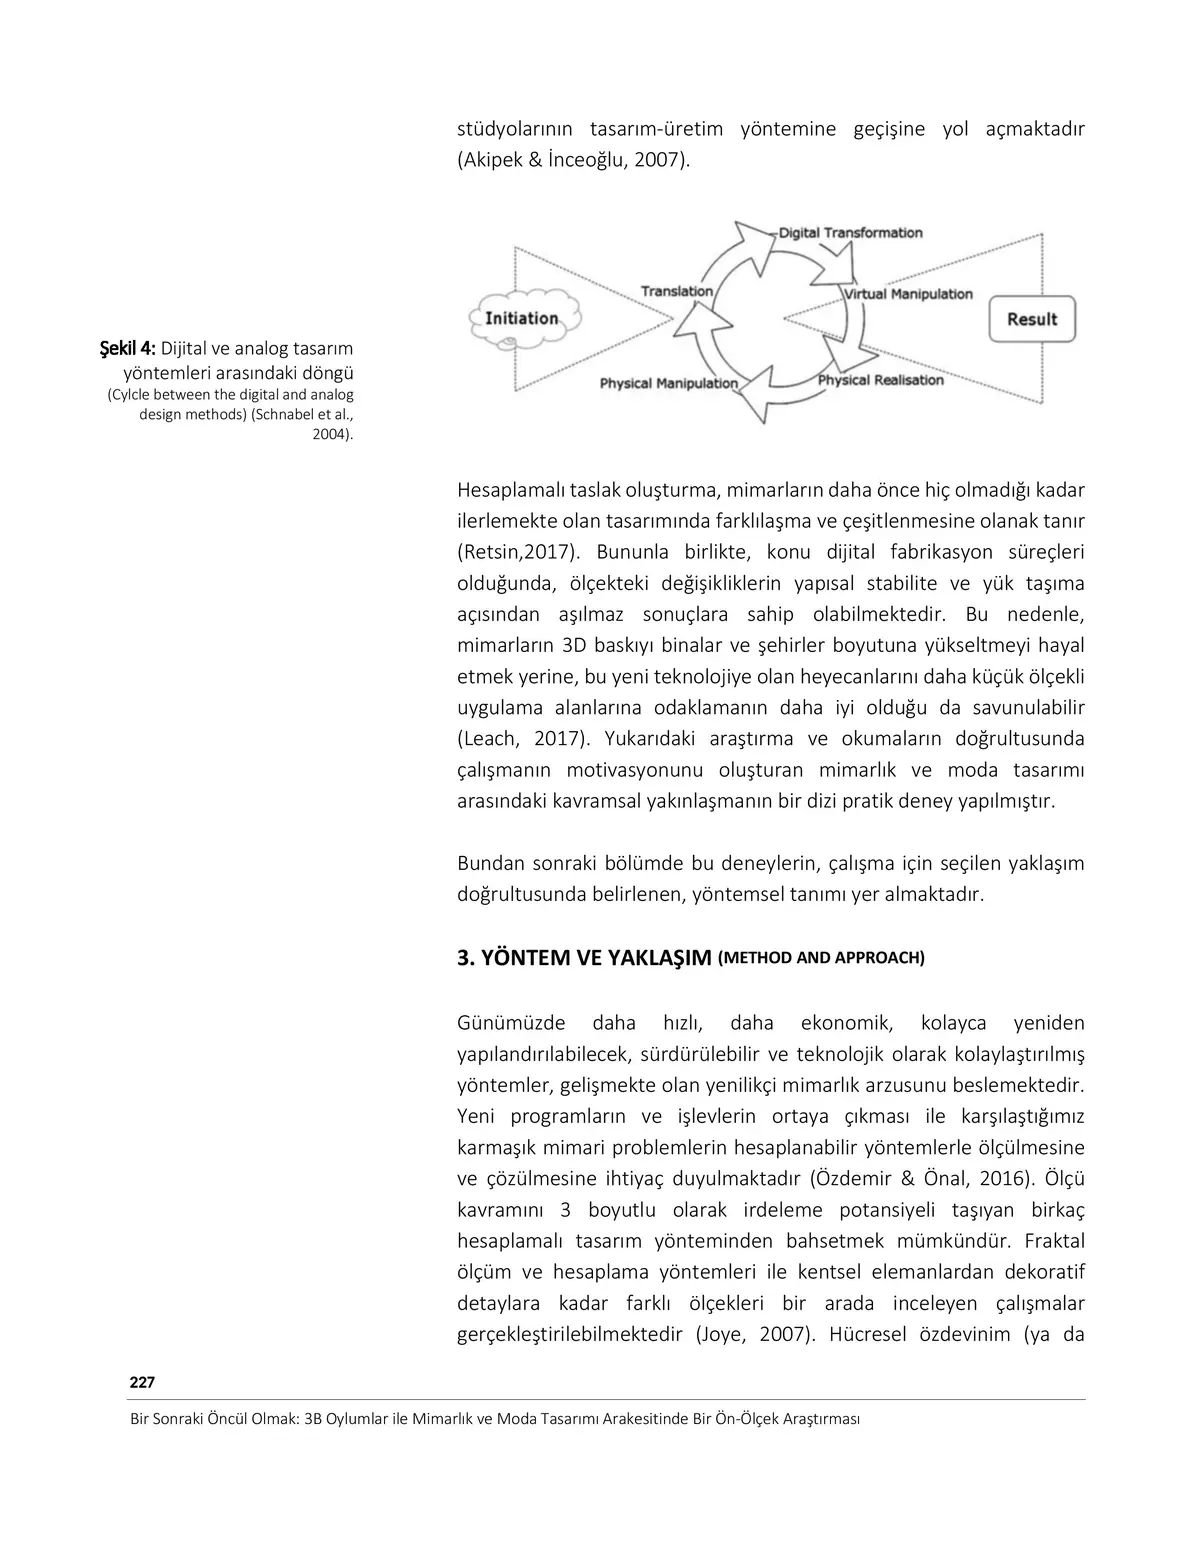 stüdyolarının tasarım-üretim yöntemine geçişine yol açmaktadır
(Akipek & İnceoğlu, 2007).
Digital Transformation
Translation
Virtual Manipulation
Initiation
Result
Physical Manipulation
Physical Realisation
Şekil 4: Dijital ve analog tasarım
yöntemleri arasındaki döngü
(Cylcle between the digital and analog
design methods) (Schnabel et al.,
2004).
Hesaplamalı taslak oluşturma, mimarların daha önce hiç olmadığı kadar
ilerlemekte olan tasarımında farklılaşma ve çeşitlenmesine olanak tanır
(Retsin,2017). Bununla birlikte, konu dijital fabrikasyon süreçleri
olduğunda, ölçekteki değişikliklerin yapısal stabilite ve yük taşıma
açısından aşılmaz sonuçlara sahip olabilmektedir. Bu nedenle,
mimarların 3D baskıyı binalar ve şehirler boyutuna yükseltmeyi hayal
etmek yerine, bu yeni teknolojiye olan heyecanlarını daha küçük ölçekli
uygulama alanlarına odaklamanın daha iyi olduğu da savunulabilir
(Leach, 2017). Yukarıdaki araştırma ve okumaların doğrultusunda
çalışmanın motivasyonunu oluşturan mimarlık ve moda tasarımı
arasındaki kavramsal yakınlaşmanın bir dizi pratik deney yapılmıştır.
Bundan sonraki bölümde bu deneylerin, çalışma için seçilen yaklaşım
doğrultusunda belirlenen, yöntemsel tanımı yer almaktadır.
3. YÖNTEM VE YAKLAŞIM (METHOD AND APPROACH)
Günümüzde daha hızlı, daha ekonomik, kolayca yeniden
yapılandırılabilecek, sürdürülebilir ve teknolojik olarak kolaylaştırılmış
yöntemler, gelişmekte olan yenilikçi mimarlık arzusunu beslemektedir.
Yeni programların ve işlevlerin ortaya çıkması ile karşılaştığımız
karmaşık mimari problemlerin hesaplanabilir yöntemlerle ölçülmesine
ve çözülmesine ihtiyaç duyulmaktadır (Özdemir & Önal, 2016). Ölçü
kavramını 3 boyutlu olarak irdeleme potansiyeli taşıyan birkaç
hesaplamalı tasarım yönteminden bahsetmek mümkündür. Fraktal
ölçüm ve hesaplama yöntemleri ile kentsel elemanlardan dekoratif
detaylara kadar farklı ölçekleri bir arada inceleyen çalışmalar
gerçekleştirilebilmektedir (Joye, 2007). Hücresel özdevinim (ya da
227
Bir Sonraki Öncül Olmak: 3B Oylumlar ile Mimarlık ve Moda Tasarımı Arakesitinde Bir Ön-Ölçek Araştırması